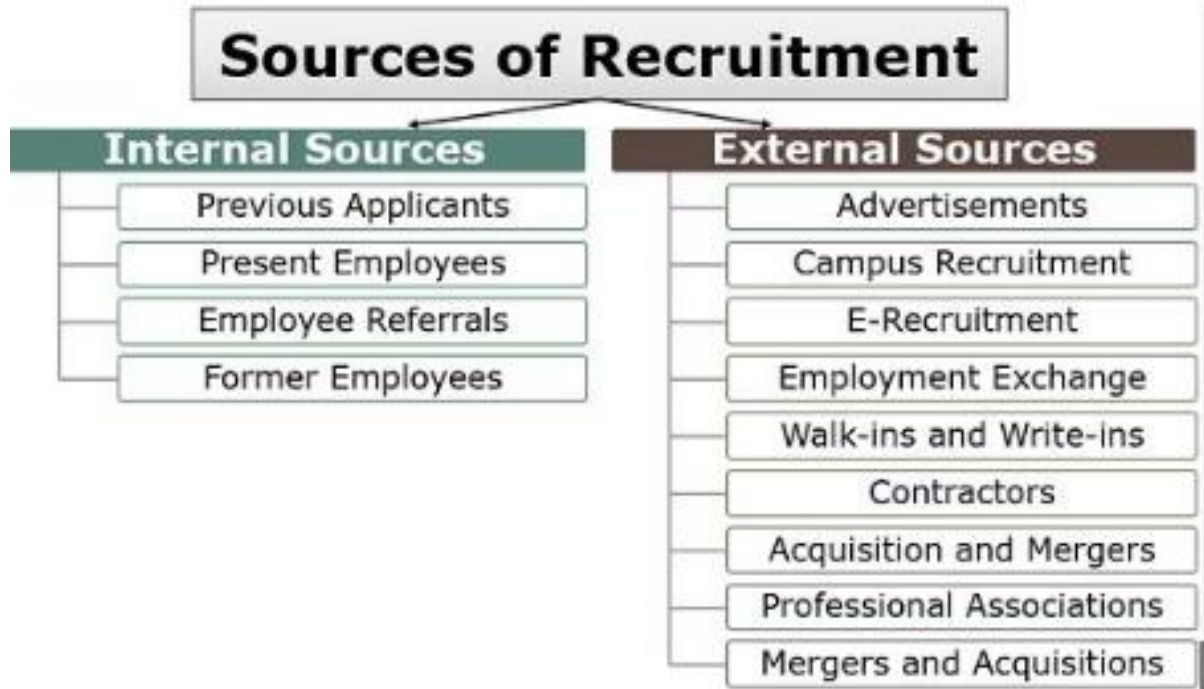 Sources of Recruitment
Internal Sources
Previous Applicants
Present Employees
Employee Referrals
Former Employees
External Sources
Advertisements
Campus Recruitment
E-Recruitment
Employment Exchange
Walk-ins and Write-ins
Contractors
Acquisition and Mergers
Professional Associations
Mergers and Acquisitions